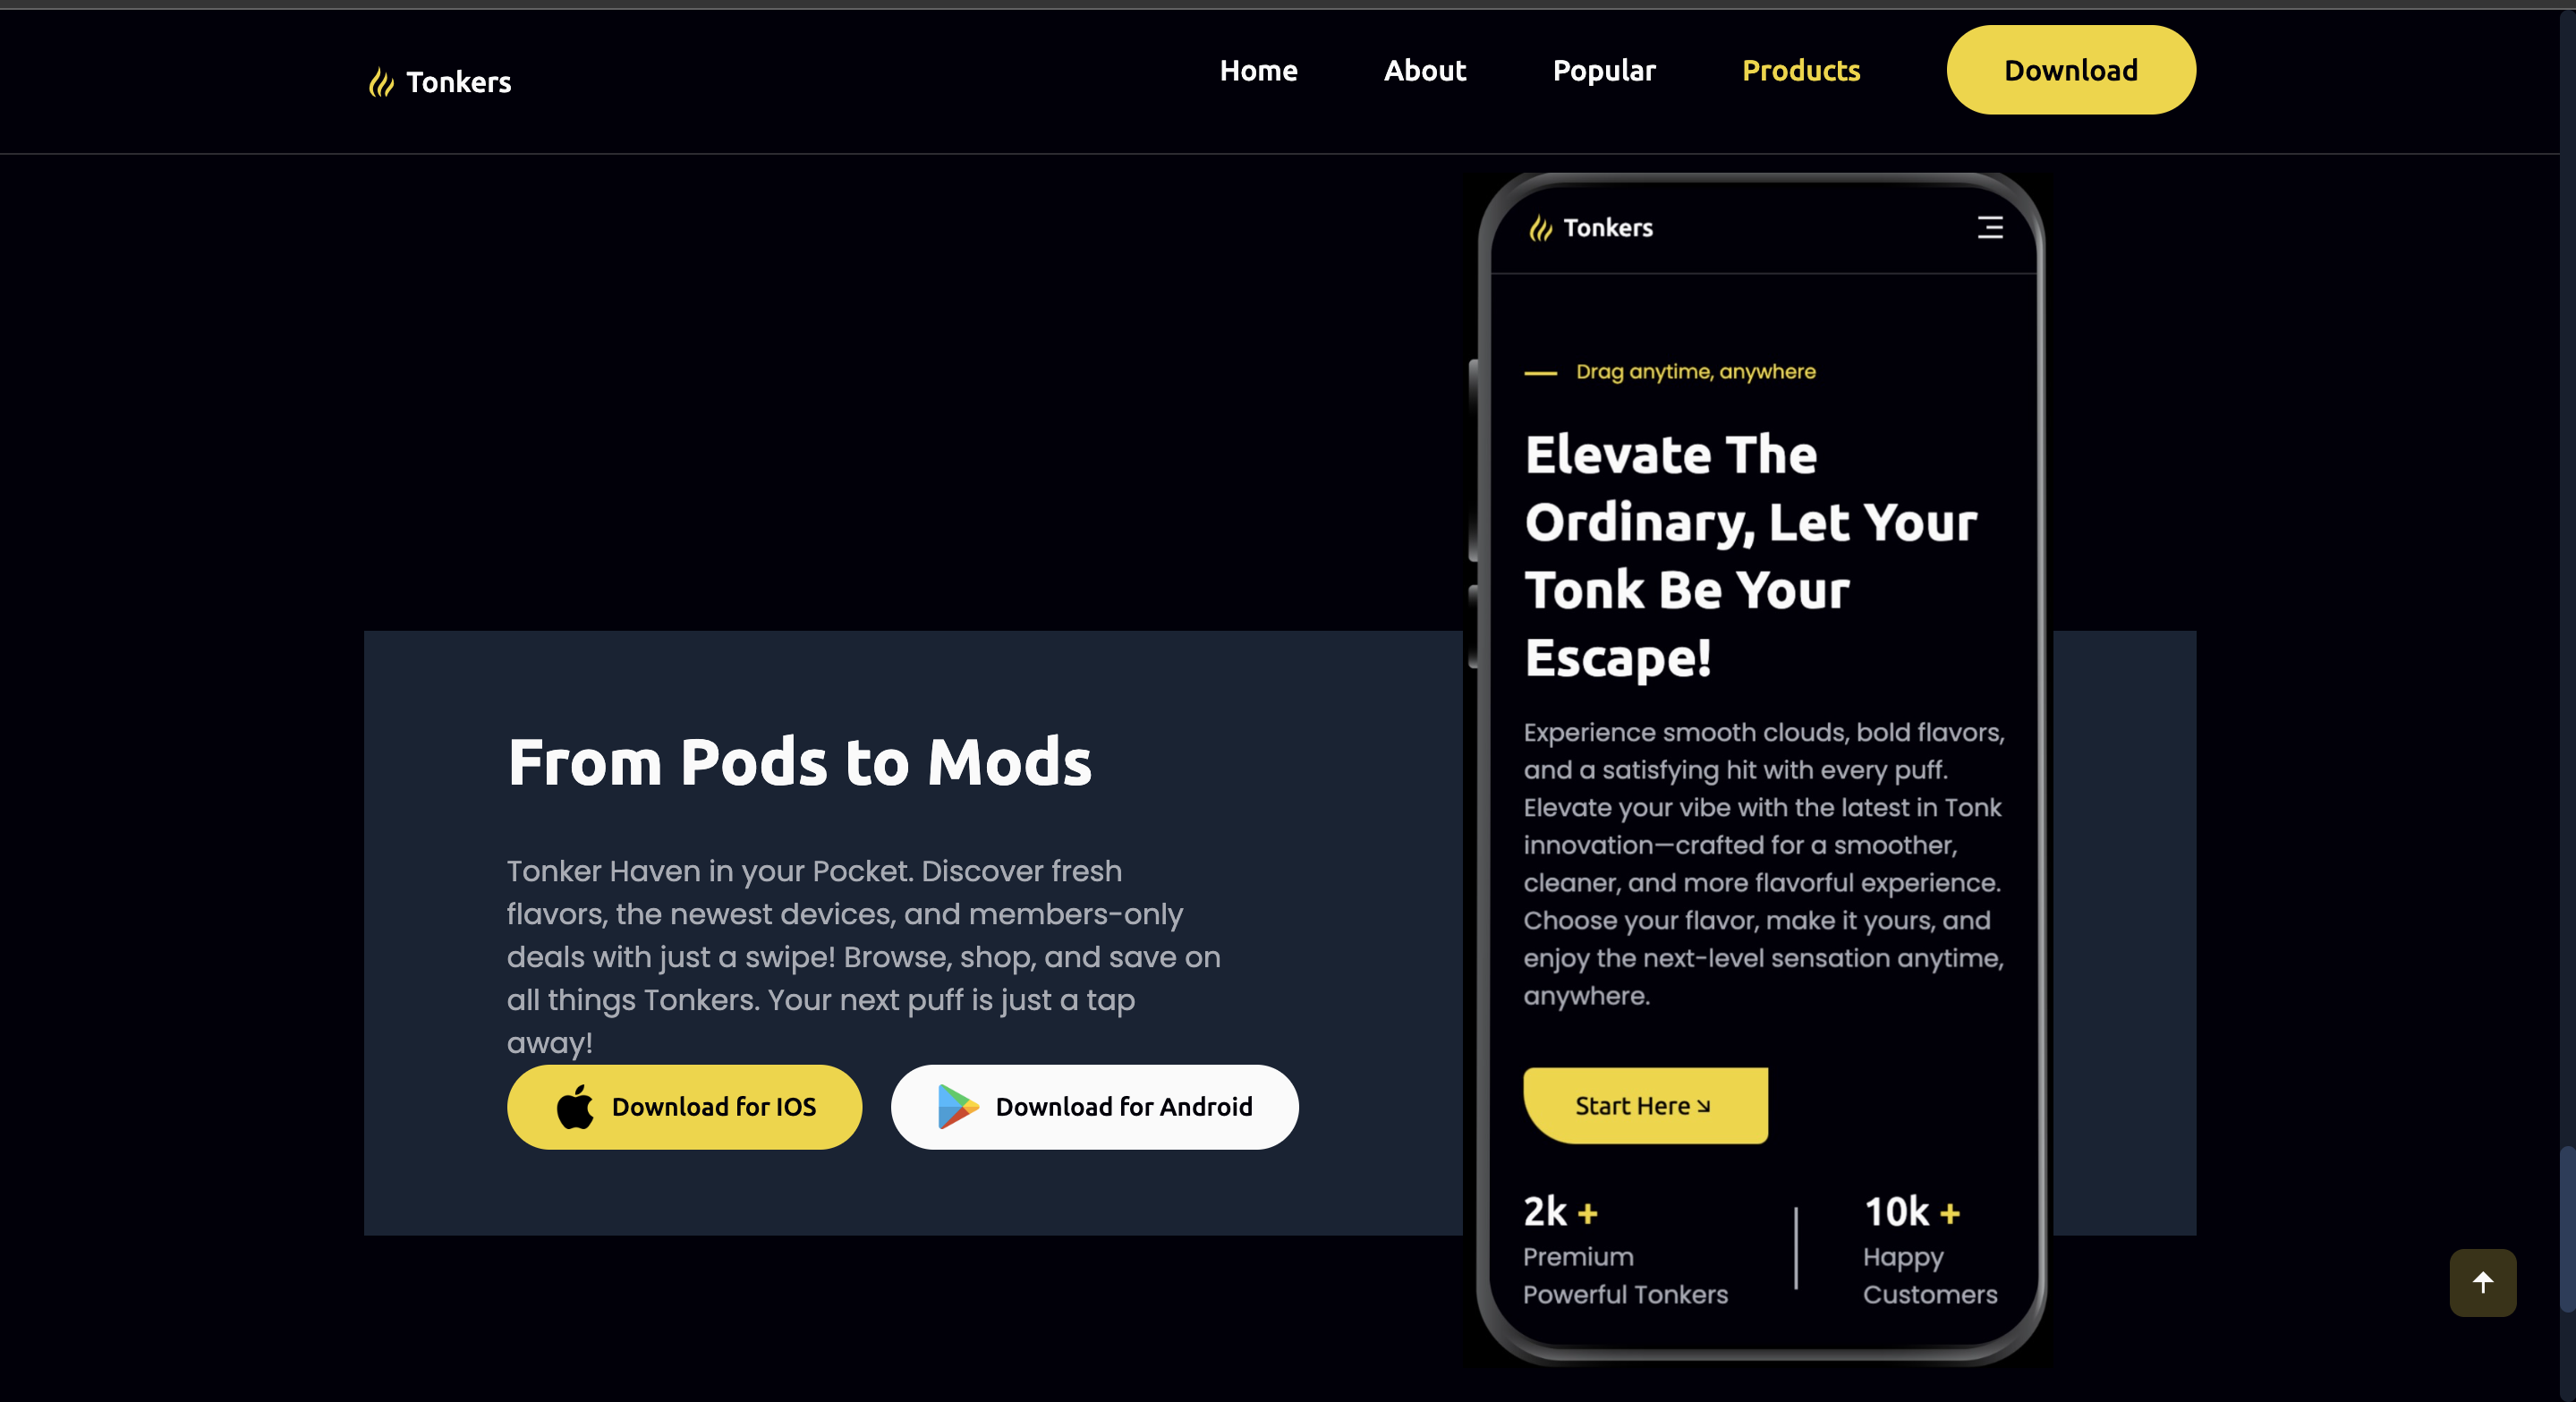 Tonkers
Home
About
Popular
Products
Download
From Pods to Mods
Tonker Haven in your Pocket. Discover fresh
flavors, the newest devices, and members-only
deals with just a swipe! Browse, shop, and save on
all things Tonkers. Your next puff is just a tap
away!
Download for IOS
Download for Android
Tonkers
Drag anytime, anywhere
Elevate The
Ordinary, Let Your
Tonk Be Your
Escape!
Experience smooth clouds, bold flavors,
and a satisfying hit with every puff.
Elevate your vibe with the latest in Tonk
innovation—crafted for a smoother,
cleaner, and more flavorful experience.
Choose your flavor, make it yours, and
enjoy the next-level sensation anytime,
anywhere.
Start Here
2k +
Premium
Powerful Tonkers
10k +
Happy
Customers